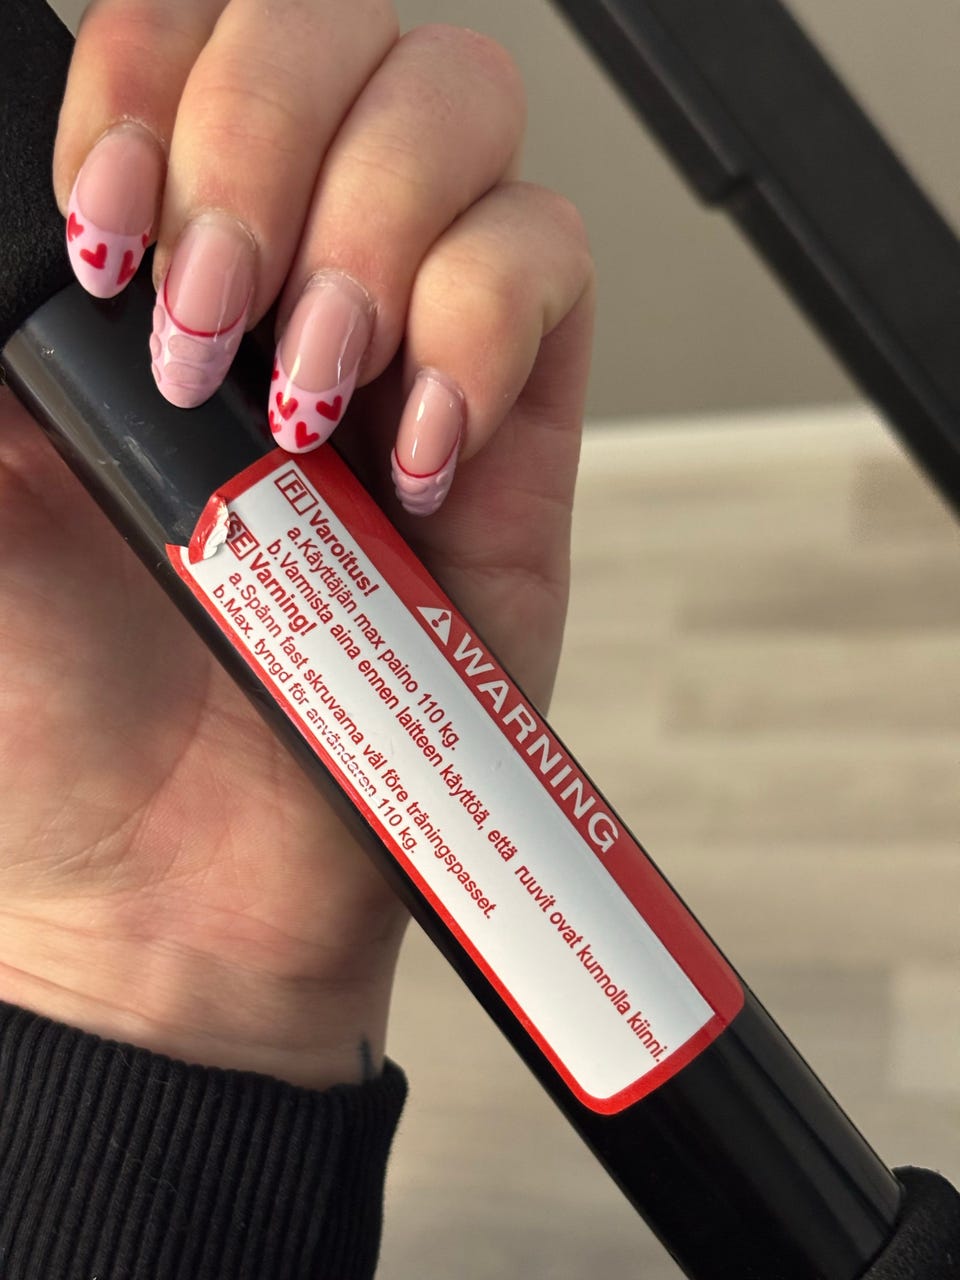 WARNING
FI Varoitus!
a.Käyttäjän max paino 110 kg.
b.Varmista aina ennen laitteen käyttöä, että ruuvit ovat kunnolla kiinni.
SE Varning!
a.Spänn fast skruvarna väl före träningspasset.
b.Max. tyngd för användaren 110 kg.